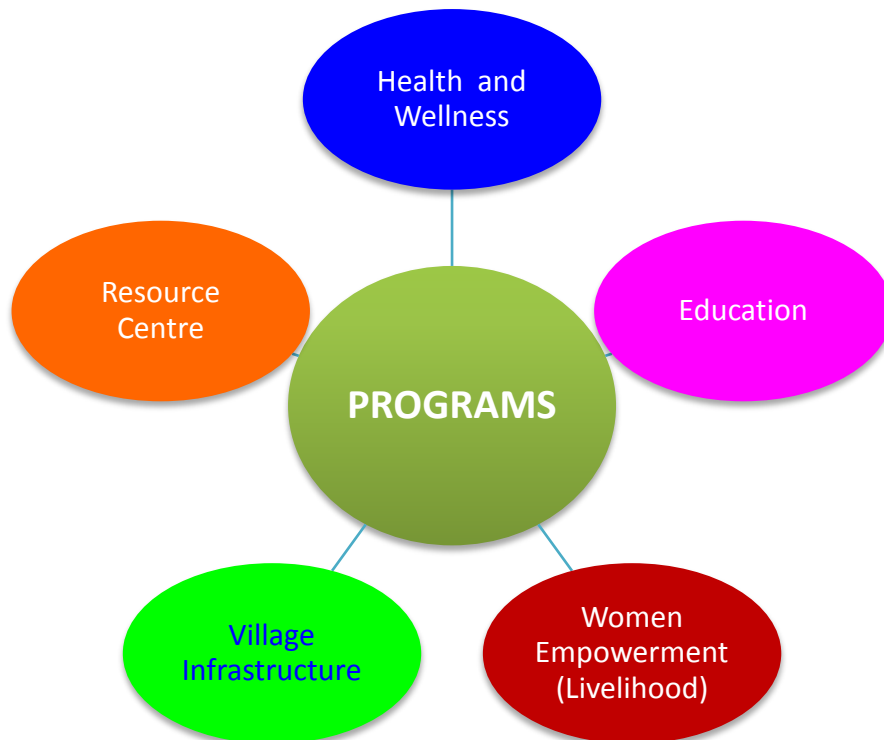 Health and
Wellness
Resource
Centre
Education
PROGRAMS
Village
Infrastructure
Women
Empowerment
(Livelihood)